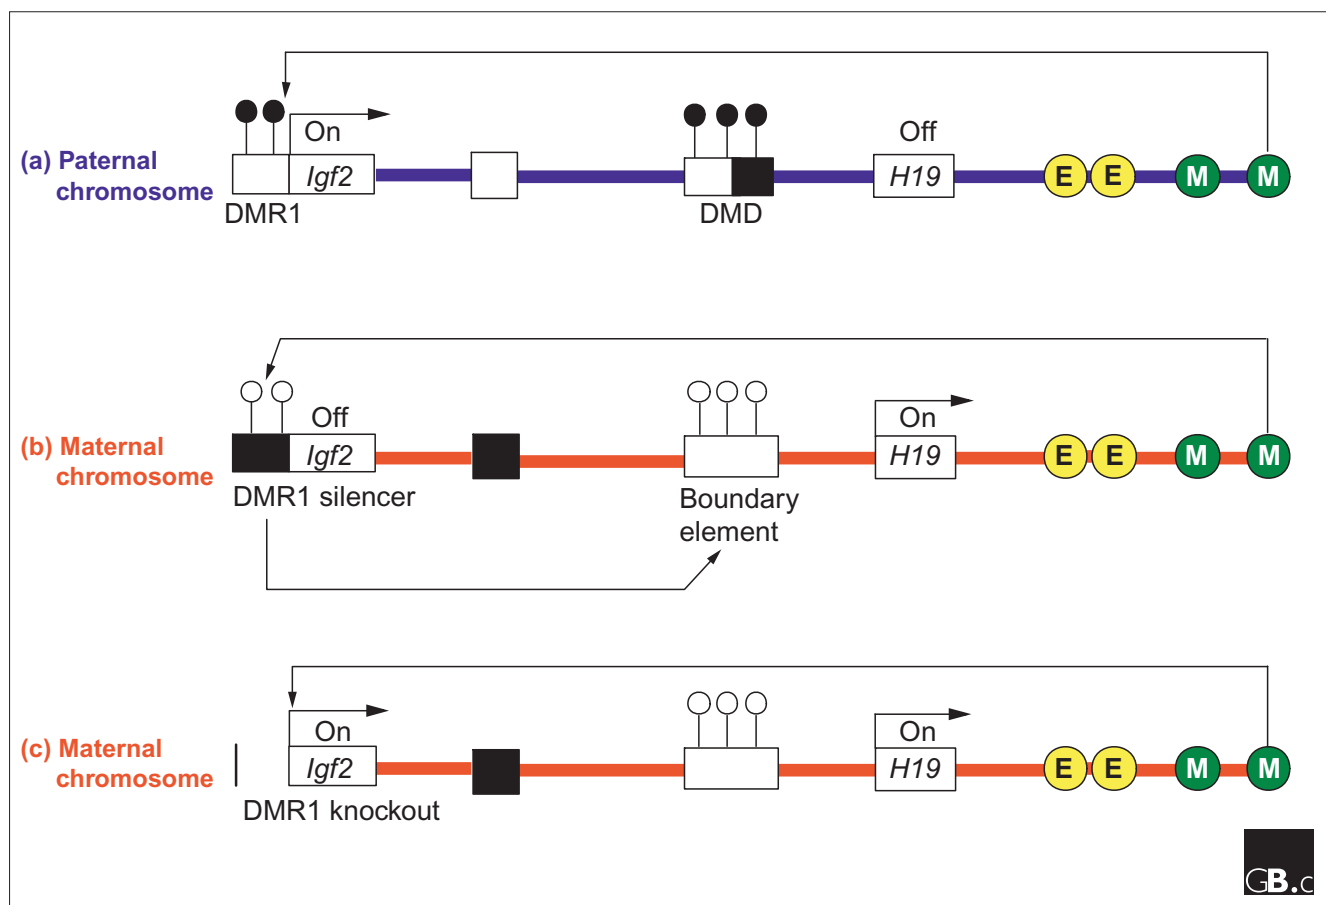 (a) Paternal
chromosome
On
Igf2
DMR1
DMD
Off
H19
E E M M
(b) Maternal
chromosome
Off
Igf2
DMR1 silencer
Boundary
element
On
H19
E E M M
(c) Maternal
chromosome
On
Igf2
DMR1 knockout
On
H19
E E M M
GB.c